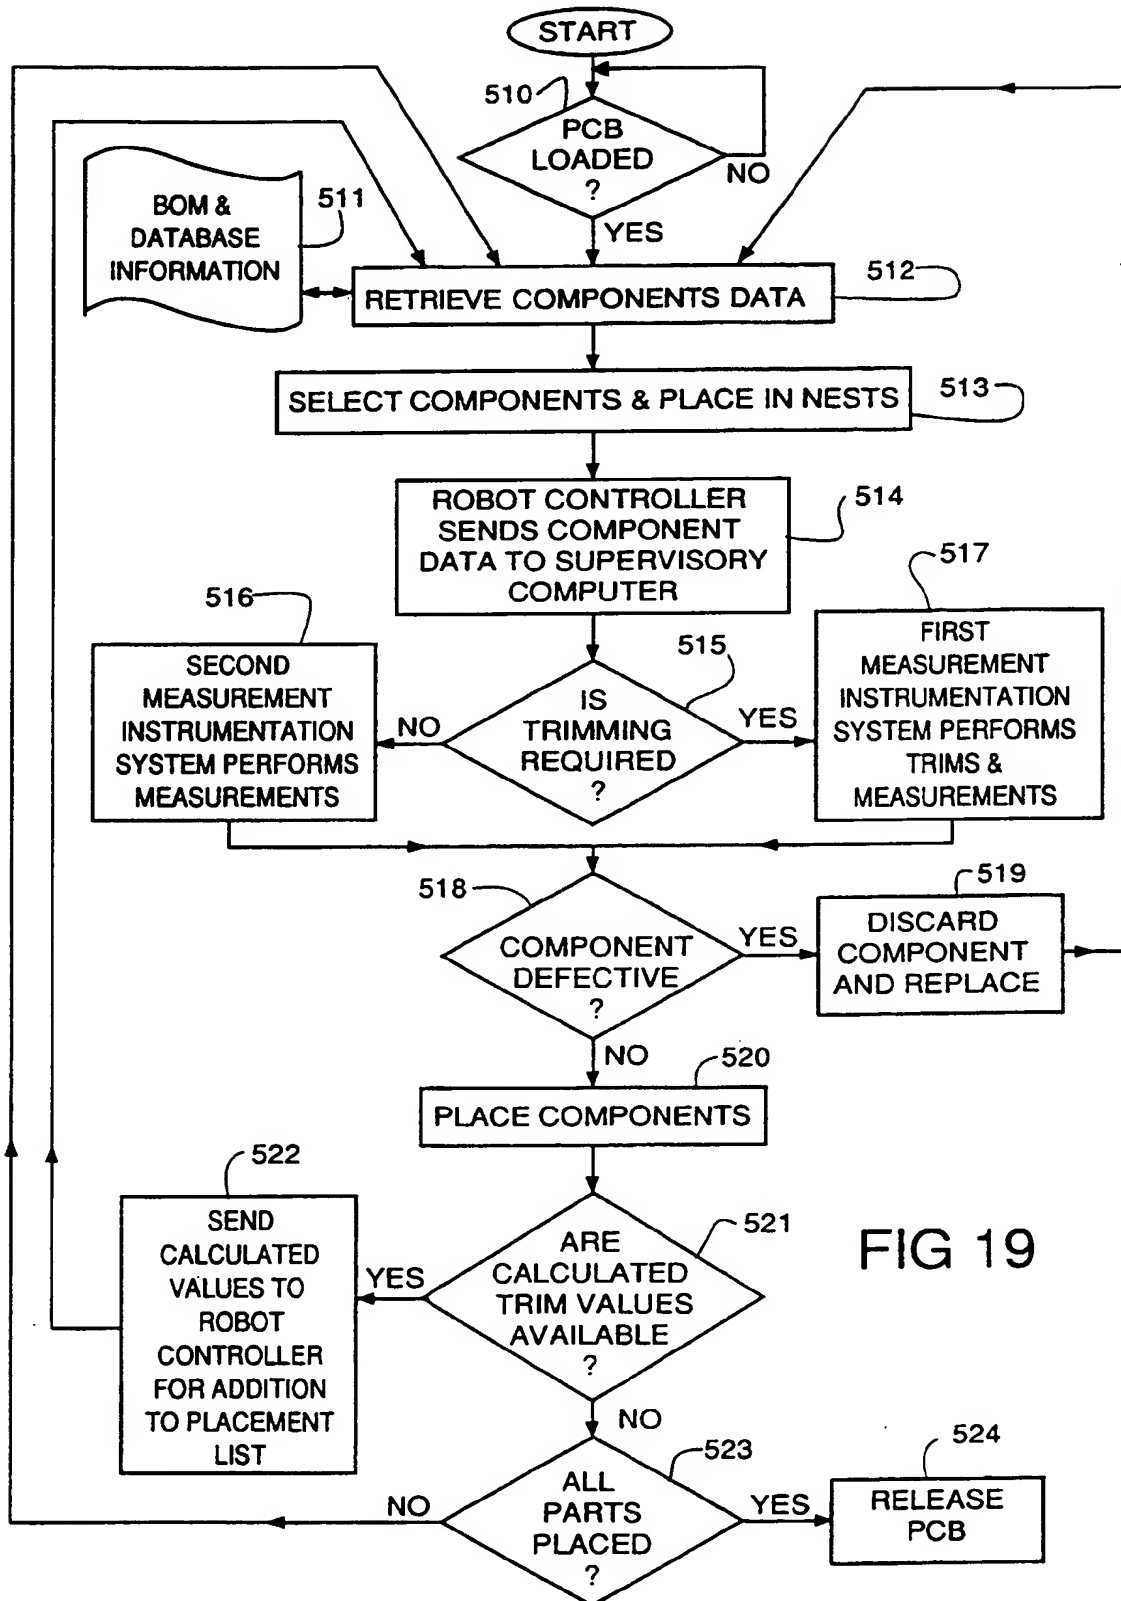 START
510
PCB
LOADED
?
NO
YES
BOM &
DATABASE
INFORMATION
511
RETRIEVE COMPONENTS DATA
512
SELECT COMPONENTS & PLACE IN NESTS
513
ROBOT CONTROLLER
SENDS COMPONENT
DATA TO SUPERVISORY
COMPUTER
514
516
SECOND
MEASUREMENT
INSTRUMENTATION
SYSTEM PERFORMS
MEASUREMENTS
NO
IS
TRIMMING
REQUIRED
?
515
YES
517
FIRST
MEASUREMENT
INSTRUMENTATION
SYSTEM PERFORMS
TRIMS &
MEASUREMENTS
518
COMPONENT
DEFECTIVE
?
YES
519
DISCARD
COMPONENT
AND REPLACE
NO
520
PLACE COMPONENTS
522
SEND
CALCULATED
VALUES TO
ROBOT
CONTROLLER
FOR ADDITION
TO PLACEMENT
LIST
YES
ARE
CALCULATED
TRIM VALUES
AVAILABLE
?
521
FIG 19
NO
523
NO
ALL
PARTS
PLACED
?
YES
524
RELEASE
PCB